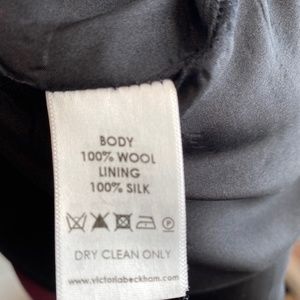 BODY
100% WOOL
LINING
100% SILK
DRY CLEAN ONLY
www.victoriabeckham.com